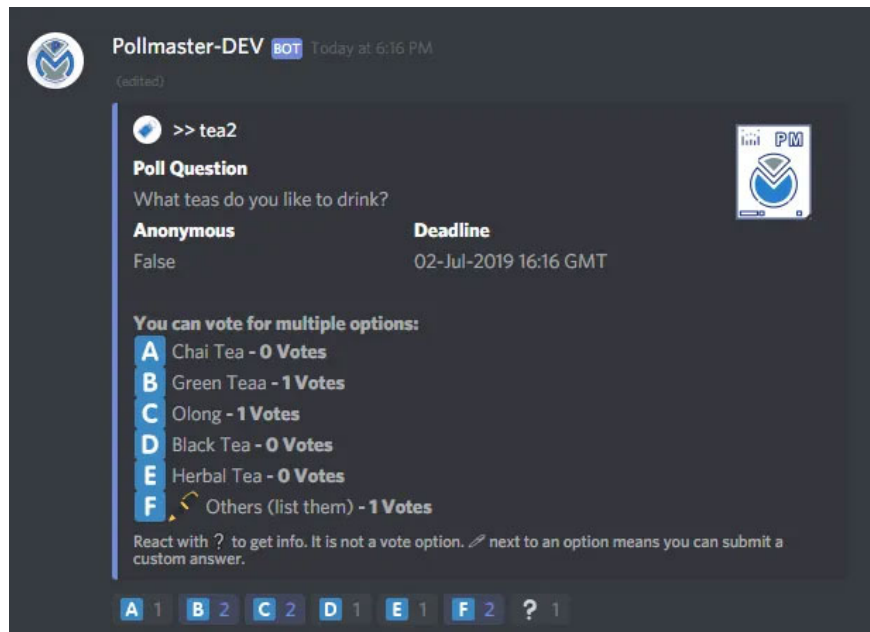 Pollmaster-DEV BOT Today at 6:16 PM
(edited)
>> tea2
PM
Poll Question
What teas do you like to drink?
Anonymous Deadline
False 02-Jul-2019 16:16 GMT
You can vote for multiple options:
A Chai Tea - 0 Votes
B Green Teaa - 1 Votes
C Olong - 1 Votes
D Black Tea - 0 Votes
E Herbal Tea - 0 Votes
F Others (list them) - 1 Votes
React with ? to get info. It is not a vote option. next to an option means you can submit a
custom answer.
A 1 B 2 C 2 D 1 E 1 F 2 ? 1